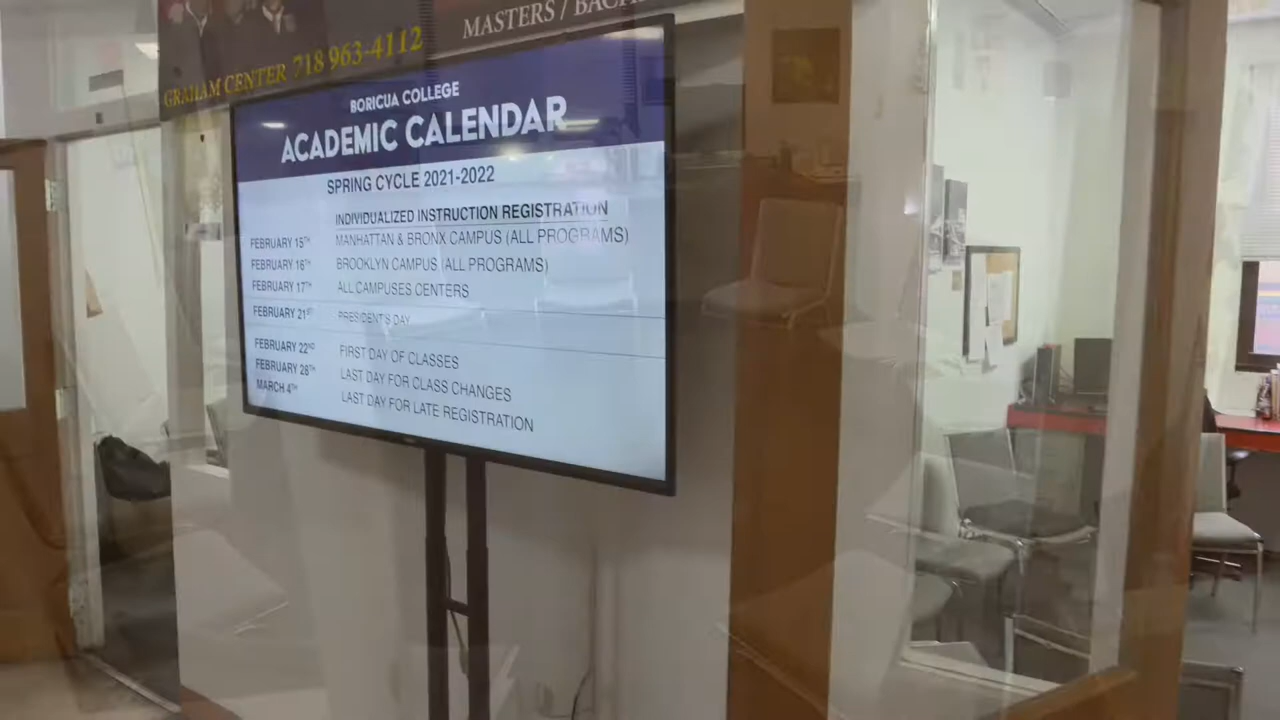 MASTERS /
GRAHAM CENTER 718 963-4112
BORICUA COLLEGE
ACADEMIC CALENDAR
SPRING CYCLE 2021-2022
INDIVIDUALIZED INSTRUCTION REGISTRATION
FEBRUARY 15TH MANHATTAN & BRONX CAMPUS (ALL PROGRAMS)
FEBRUARY 16TH BROOKLYN CAMPUS (ALL PROGRAMS)
FEBRUARY 17TH ALL CAMPUSES CENTERS
FEBRUARY 21ST PRESIDENT'S DAY
FEBRUARY 22ND FIRST DAY OF CLASSES
FEBRUARY 28TH LAST DAY FOR CLASS CHANGES
MARCH 4TH LAST DAY FOR LATE REGISTRATION